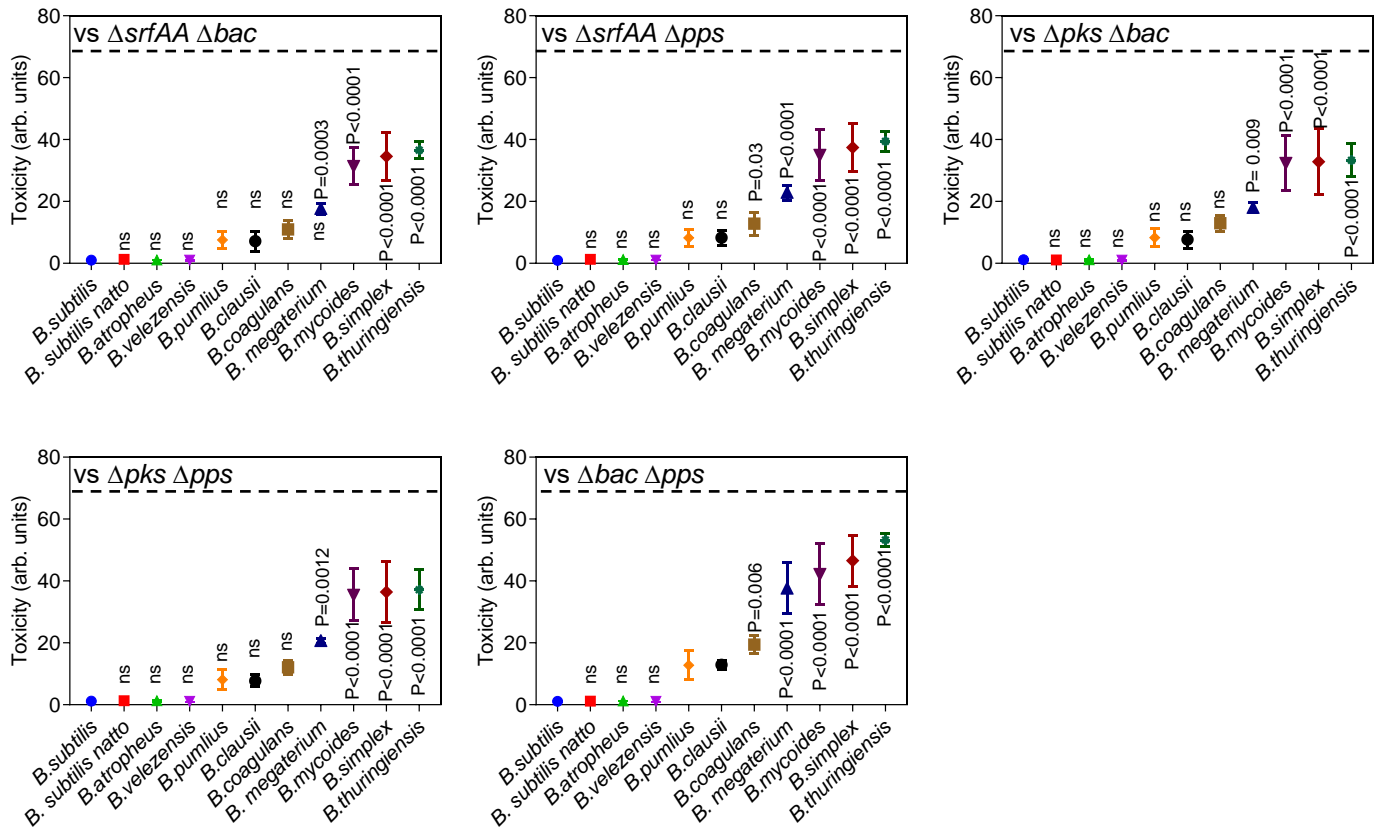 vs ΔsrfAA Δbac
Toxicity (arb. units)
80
60
40
20
0
ns
ns
ns
ns
ns
ns
ns
P=0.0003
P<0.0001
P<0.0001
P<0.0001
B.subtilis
B. subtilis natto
B.atropheus
B.velezensis
B.pumlius
B.clausii
B.coagulans
B. megaterium
B.mycoides
B.simplex
B.thuringiensis
vs ΔsrfAA Δpps
Toxicity (arb. units)
80
60
40
20
0
ns
ns
ns
ns
ns
P=0.03
P<0.0001
P<0.0001
P<0.0001
P<0.0001
B.subtilis
B. subtilis natto
B.atropheus
B.velezensis
B.pumlius
B.clausii
B.coagulans
B. megaterium
B.mycoides
B.simplex
B.thuringiensis
vs Δpks Δbac
Toxicity (arb. units)
80
60
40
20
0
ns
ns
ns
ns
ns
ns
P= 0.009
P<0.0001
P<0.0001
P<0.0001
B.subtilis
B. subtilis natto
B.atropheus
B.velezensis
B.pumlius
B.clausii
B.coagulans
B. megaterium
B.mycoides
B.simplex
B.thuringiensis
vs Δpks Δpps
Toxicity (arb. units)
80
60
40
20
0
ns
ns
ns
ns
ns
ns
P=0.0012
P<0.0001
P<0.0001
P<0.0001
B.subtilis
B. subtilis natto
B.atropheus
B.velezensis
B.pumlius
B.clausii
B.coagulans
B. megaterium
B.mycoides
B.simplex
B.thuringiensis
vs Δbac Δpps
Toxicity (arb. units)
80
60
40
20
0
ns
ns
ns
P=0.006
P<0.0001
P<0.0001
P<0.0001
P<0.0001
B.subtilis
B. subtilis natto
B.atropheus
B.velezensis
B.pumlius
B.clausii
B.coagulans
B. megaterium
B.mycoides
B.simplex
B.thuringiensis